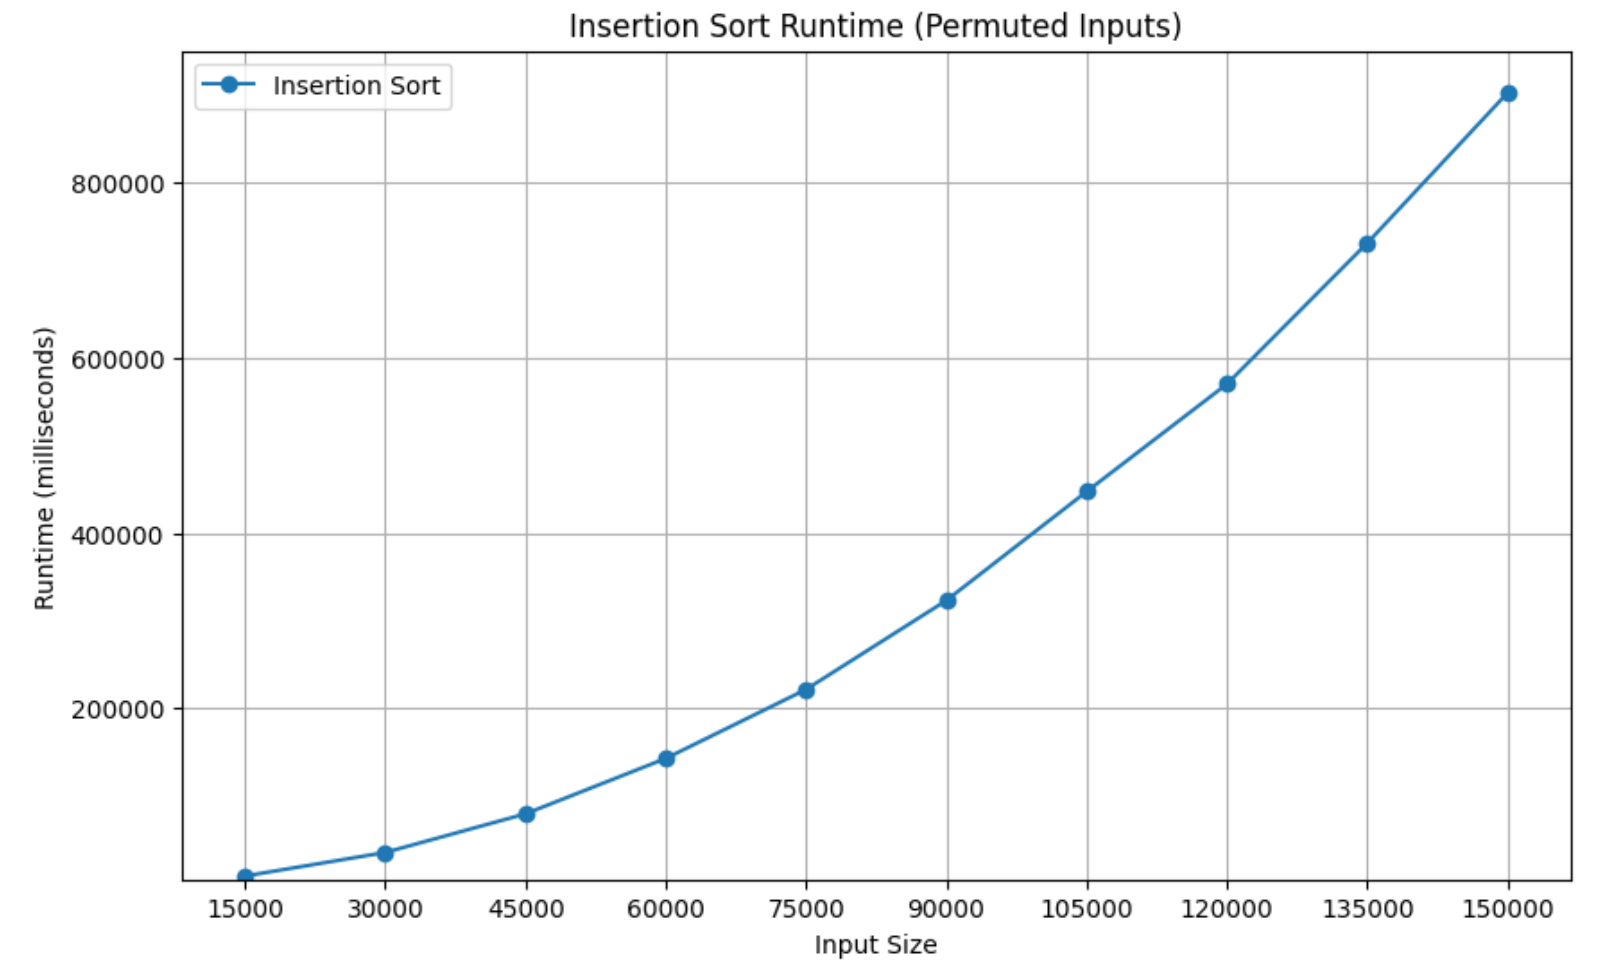 Insertion Sort Runtime (Permuted Inputs)
Insertion Sort
Runtime (milliseconds)
800000
600000
400000
200000
15000 30000 45000 60000 75000 90000 105000 120000 135000 150000
Input Size